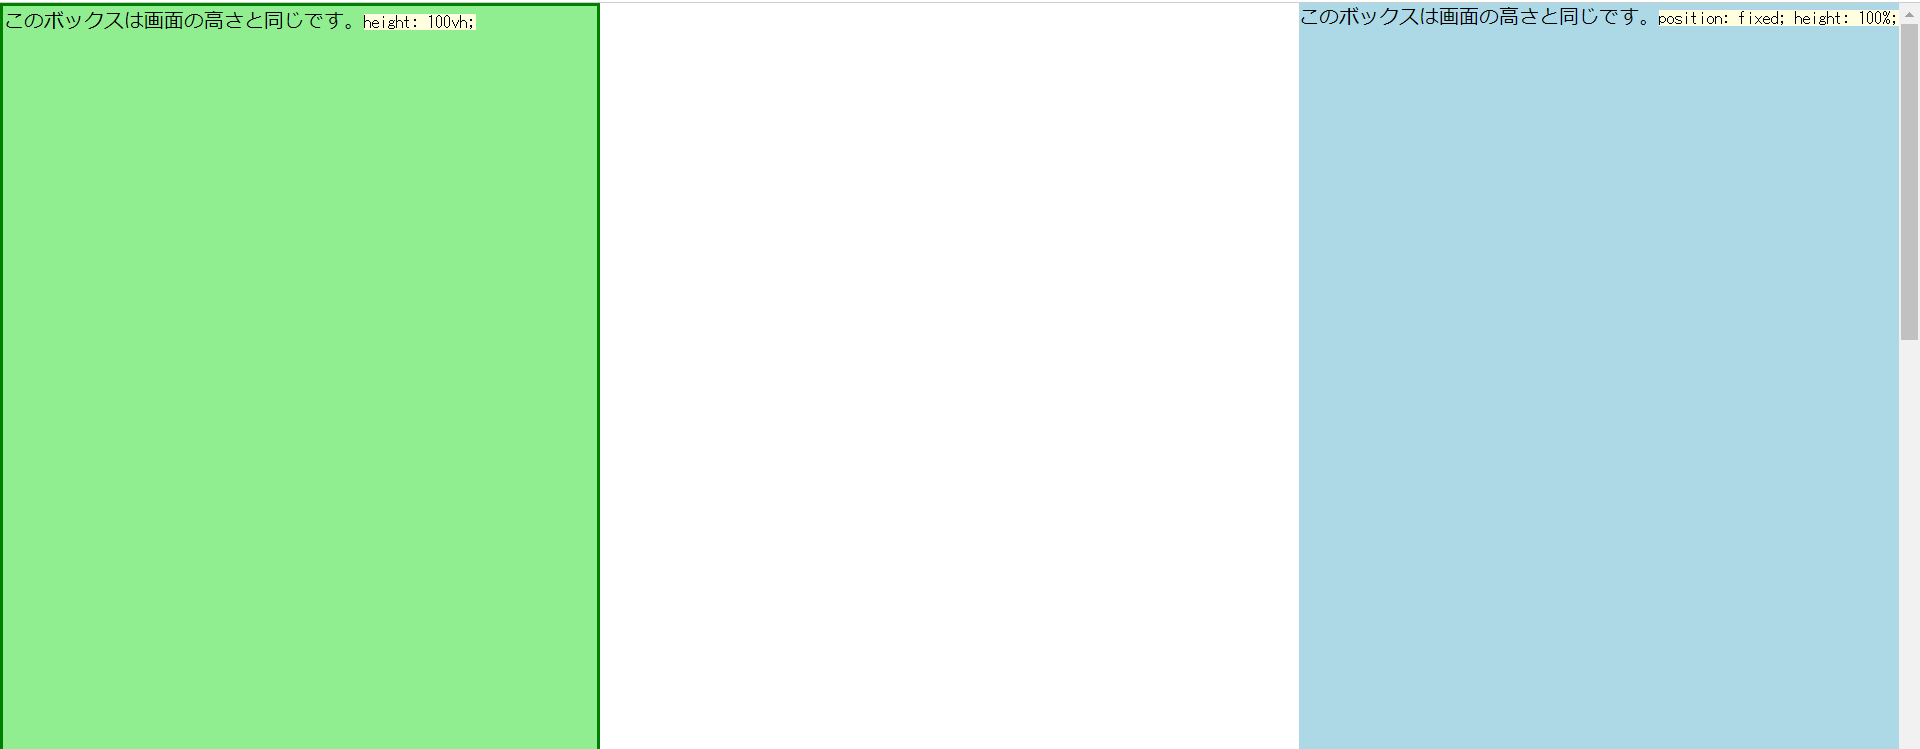 このボックスは画面の高さと同じです。height: 100vh;
このボックスは画面の高さと同じです。position: fixed; height: 100%;